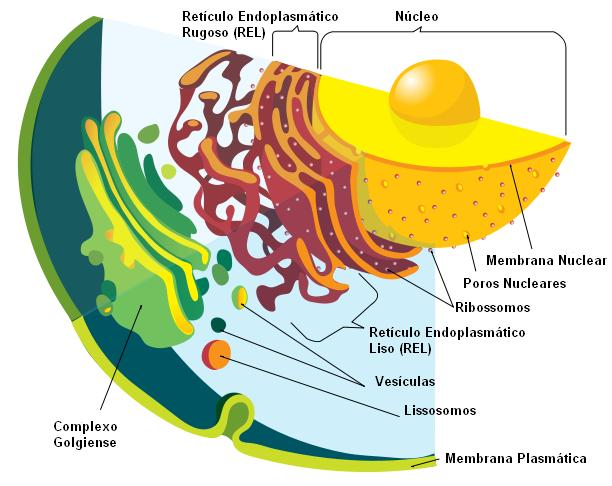 Retículo Endoplasmático
Rugoso (REL)
Núcleo
Membrana Nuclear
Poros Nucleares
Ribossomos
Retículo Endoplasmático
Liso (REL)
Vesículas
Lissosomos
Complexo
Golgiense
Membrana Plasmática